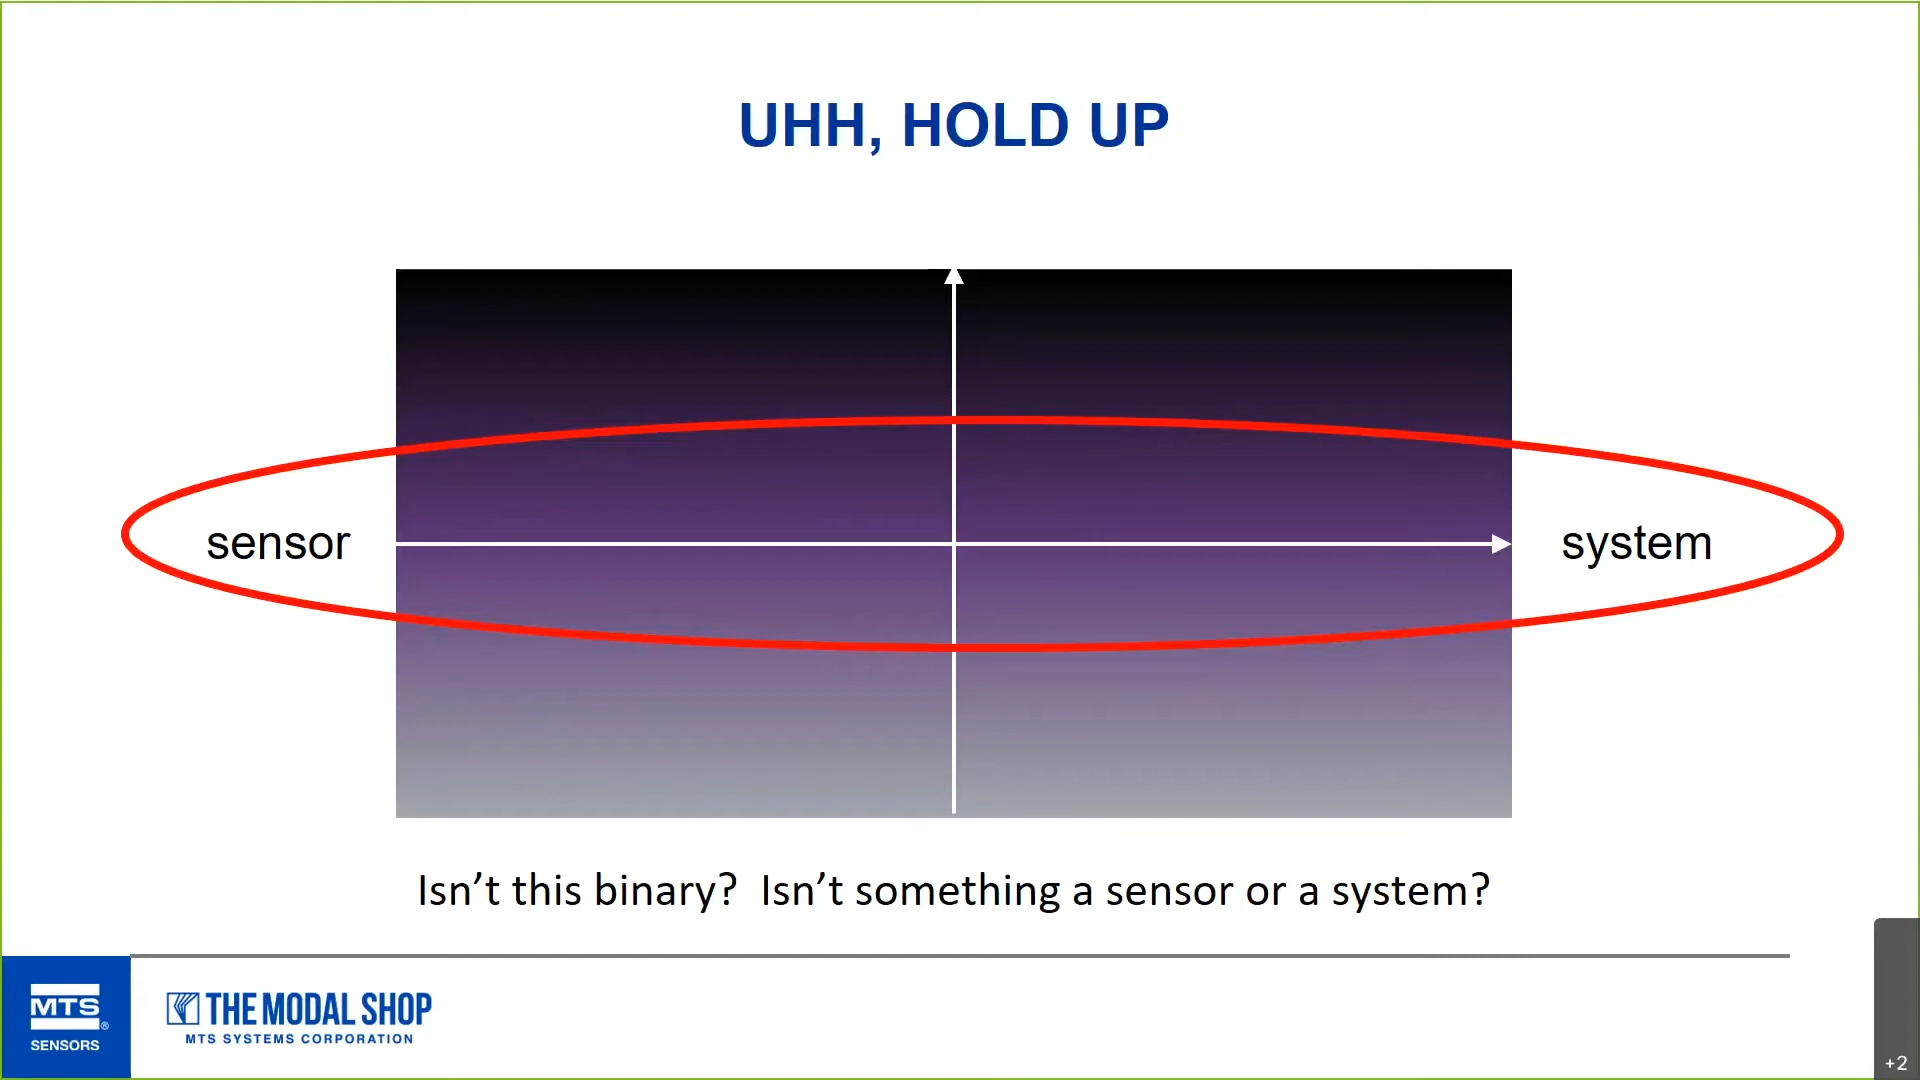 UHH, HOLD UP
sensor
system
Isn’t this binary?  Isn’t something a sensor or a system?
MTS
®
SENSORS
THE MODAL SHOP
MTS SYSTEMS CORPORATION
+2